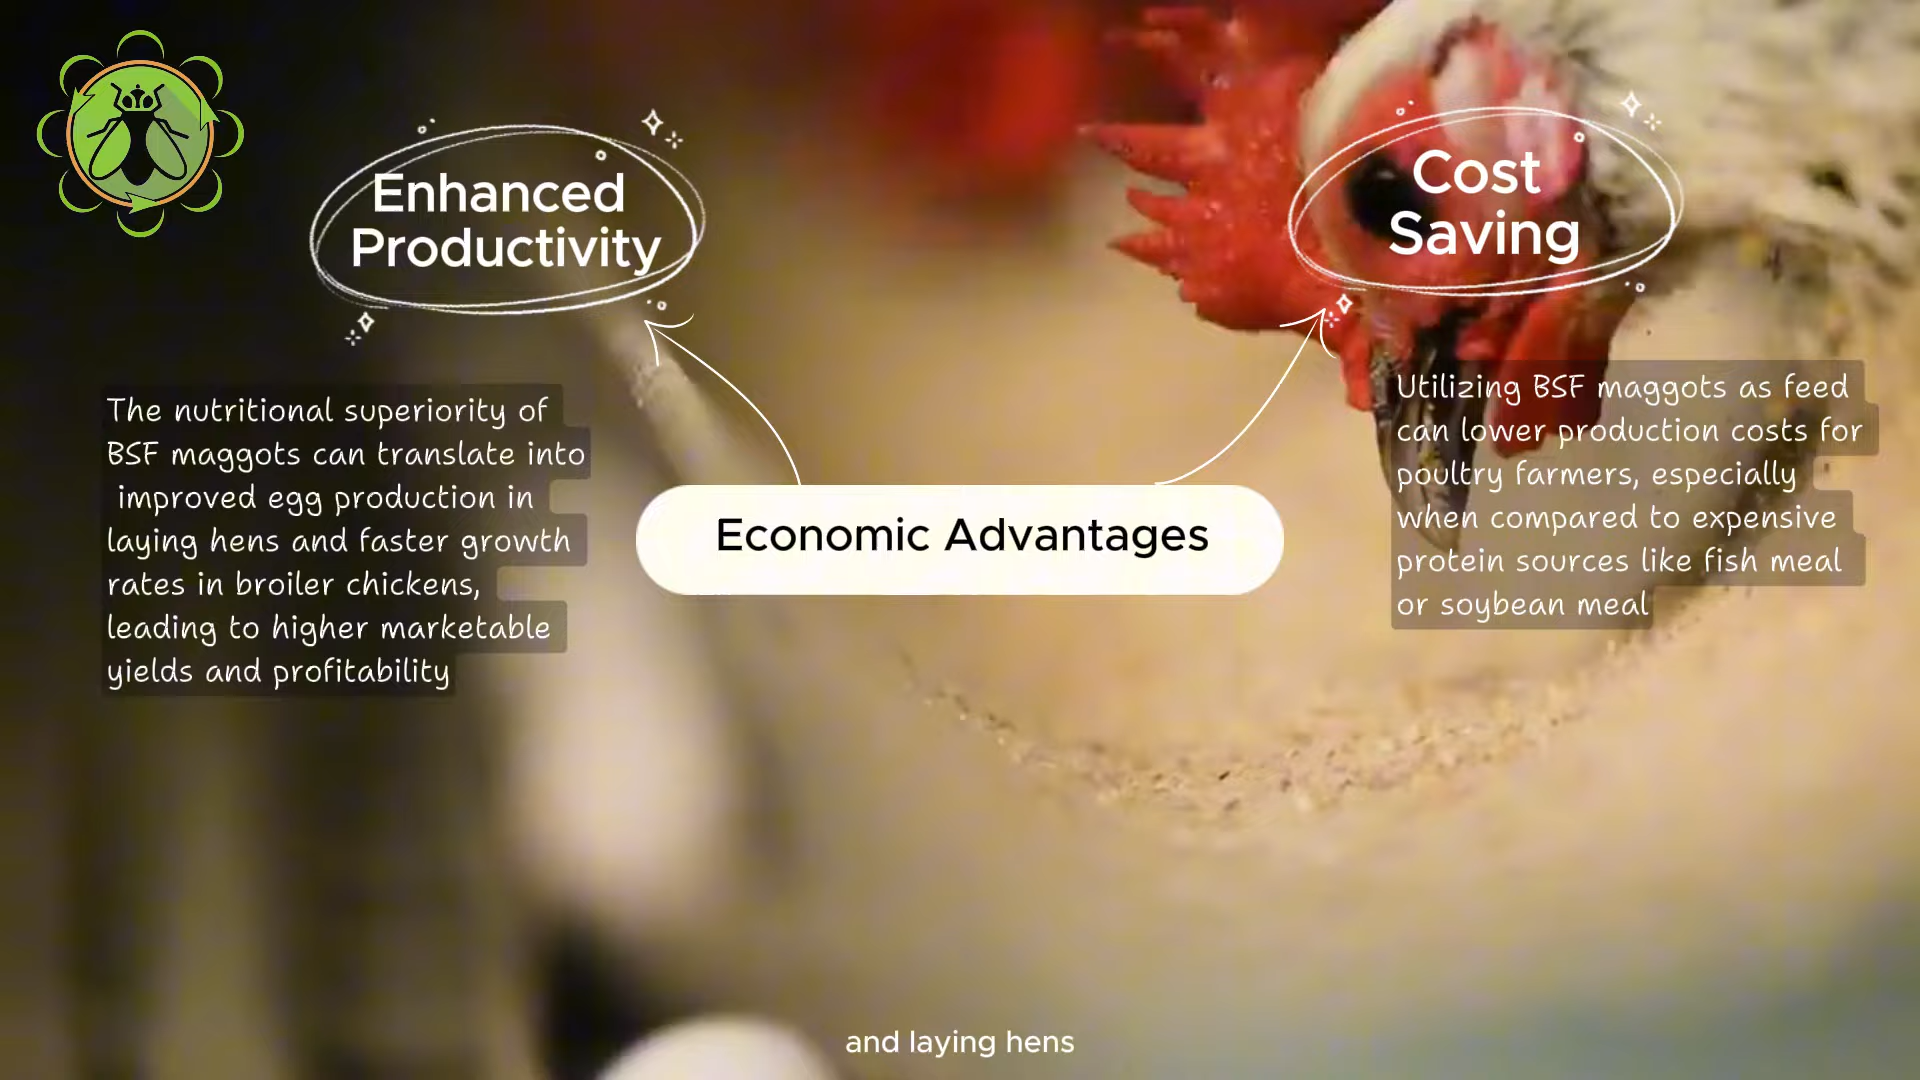 Enhanced
Productivity
The nutritional superiority of
BSF maggots can translate into
improved egg production in
laying hens and faster growth
rates in broiler chickens,
leading to higher marketable
yields and profitability
Economic Advantages
Cost
Saving
Utilizing BSF maggots as feed
can lower production costs for
poultry farmers, especially
when compared to expensive
protein sources like fish meal
or soybean meal
and laying hens